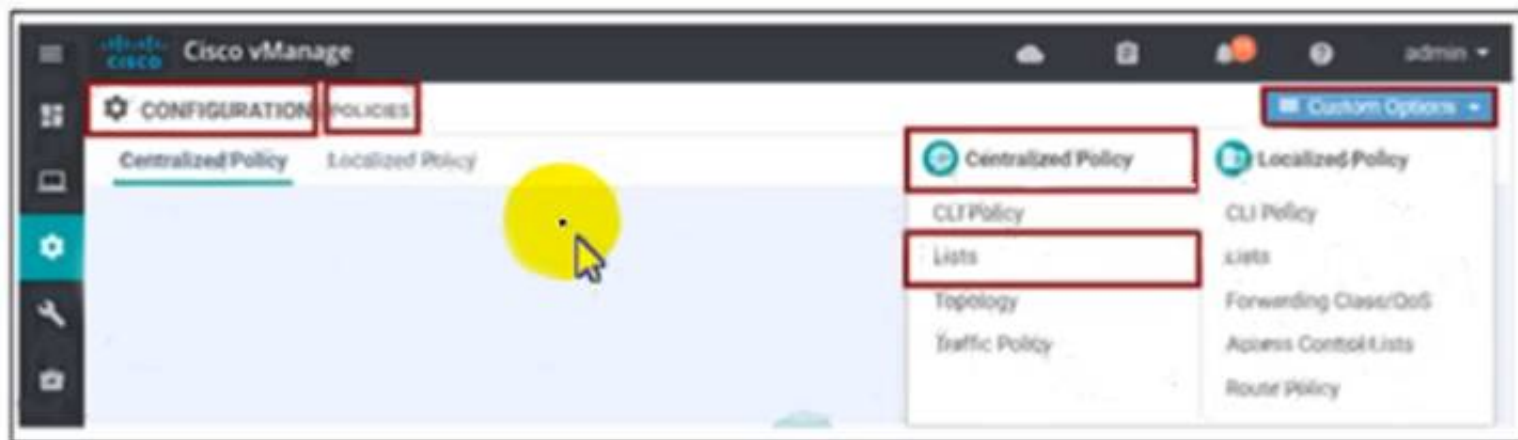 CISCO Cisco vManage admin
CONFIGURATION POLICIES Custom Options
Centralized Policy Localized Policy
Centralized Policy Localized Policy
CLI Policy CLI Policy
Lists Lists
Topology Forwarding Class/QoS
Traffic Policy Access Control Lists
Route Policy